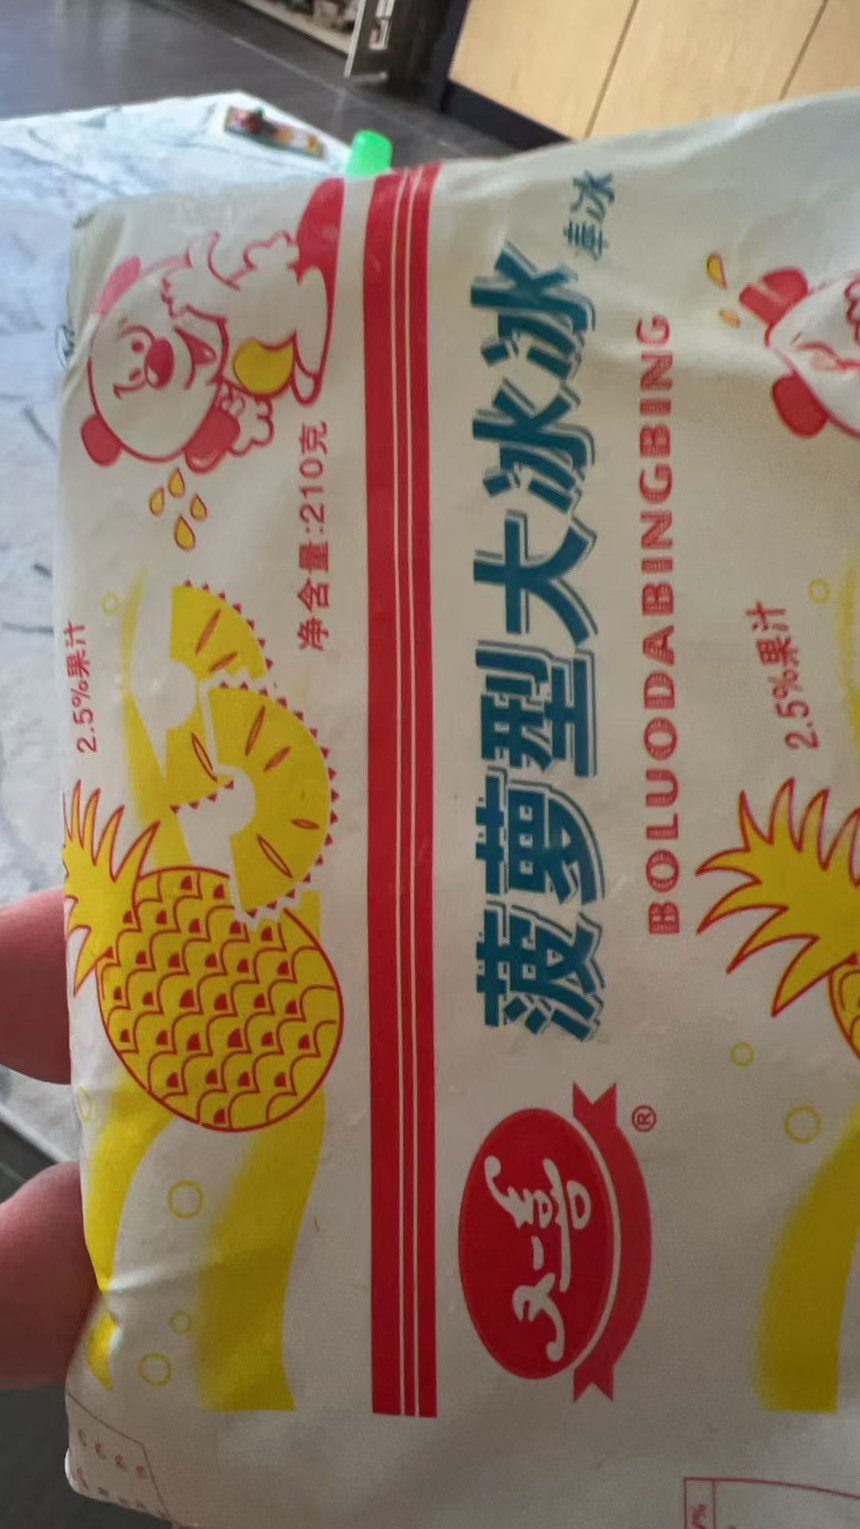 2.5%果汁
净含量:210克
又一喜
菠萝型大冰冰
棒冰
BOLUODABINGBING
®
2.5%果汁